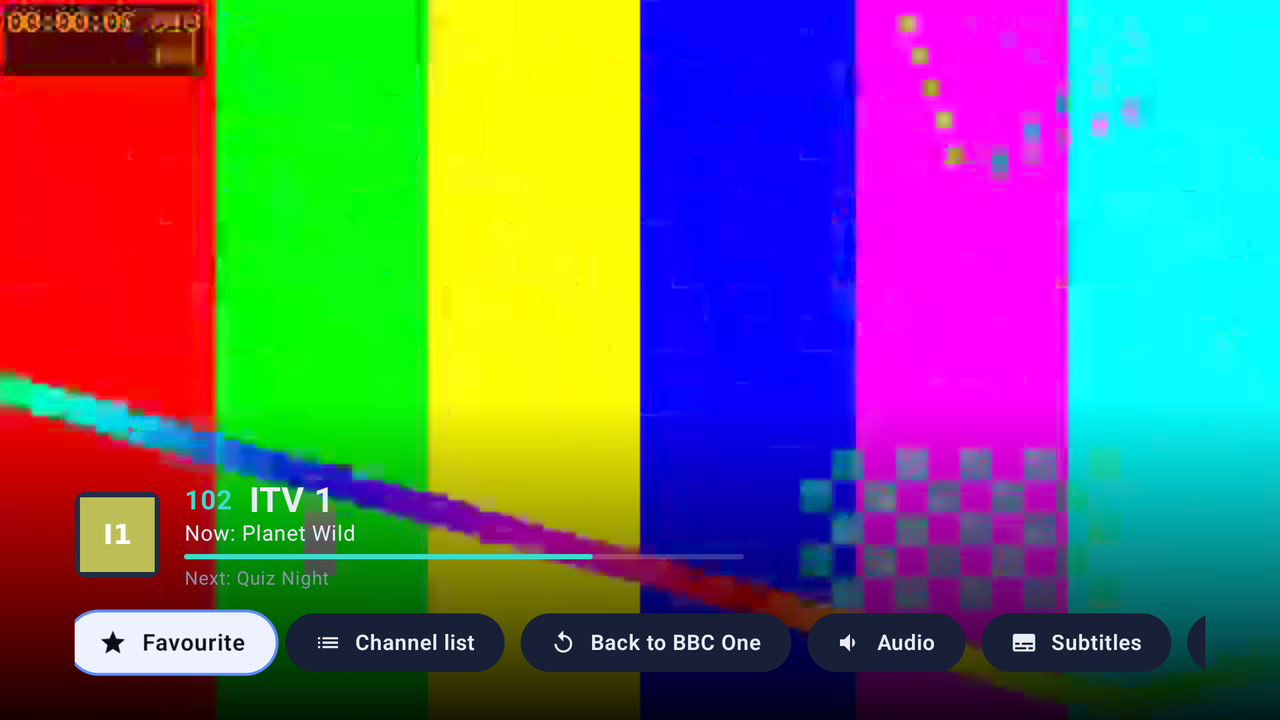 102 ITV 1
I1
Now: Planet Wild
Next: Quiz Night
Favourite
Channel list
Back to BBC One
Audio
Subtitles